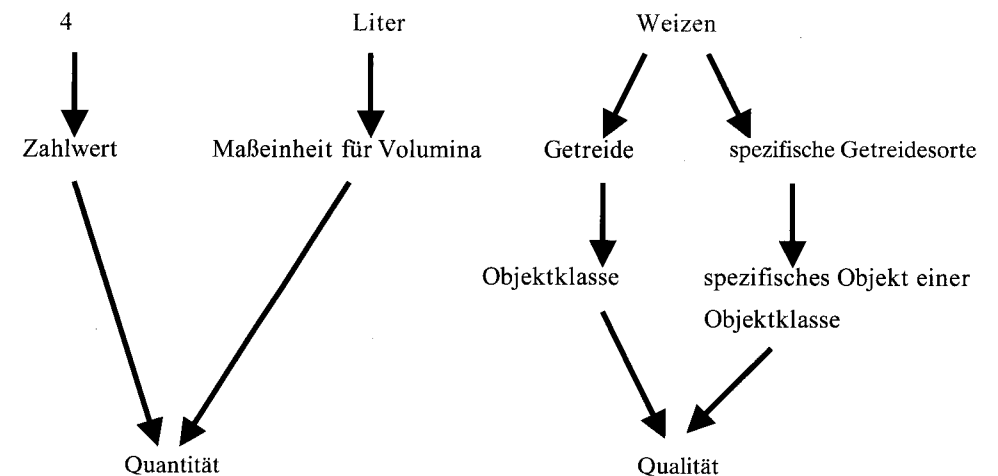 4 Liter Weizen
Zahlwert Maßeinheit für Volumina Getreide spezifische Getreidesorte
Objektklasse spezifisches Objekt einer
Objektklasse
Quantität Qualität